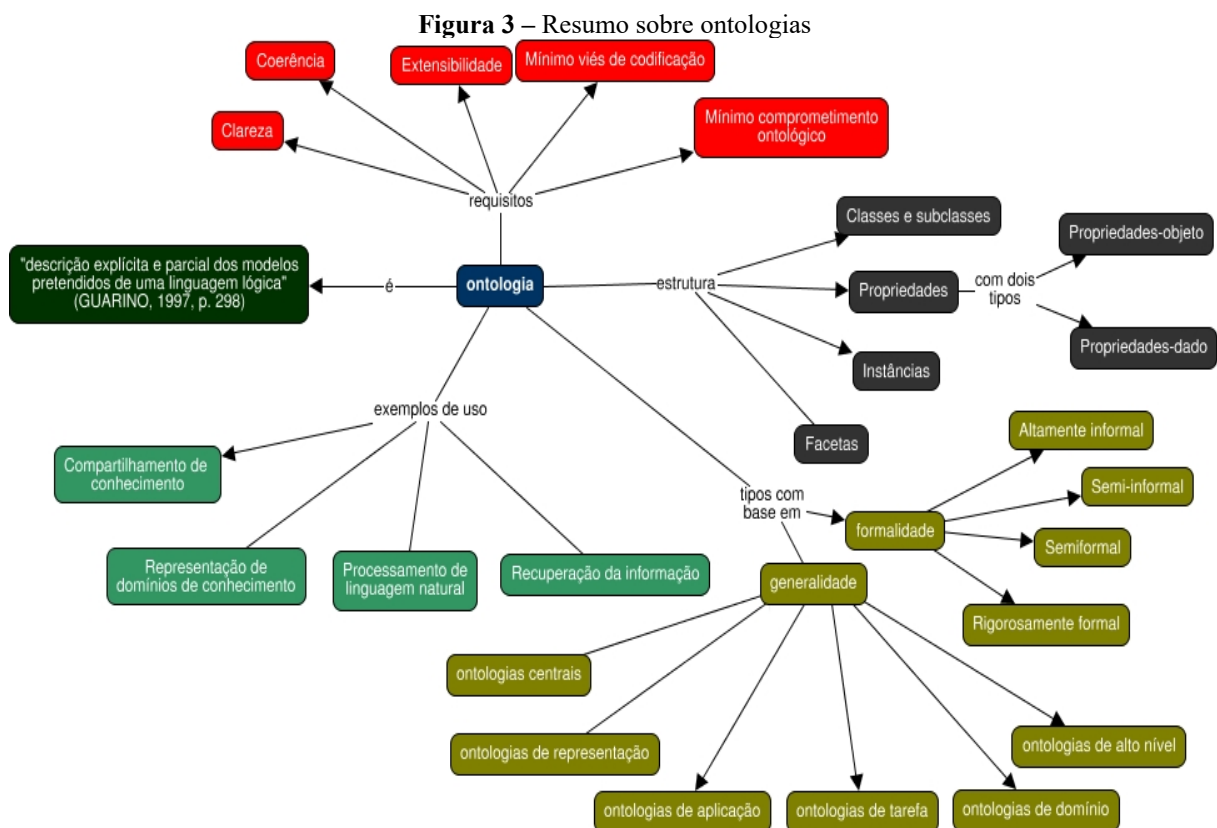 Figura 3 – Resumo sobre ontologias
Coerência
Extensibilidade
Mínimo viés de codificação
Clareza
Mínimo comprometimento
ontológico
requisitos
"descrição explícita e parcial dos modelos
pretendidos de uma linguagem lógica"
(GUARINO, 1997, p. 298)
é
ontologia
estrutura
Classes e subclasses
Propriedades
com dois
tipos
Propriedades-objeto
Propriedades-dado
Instâncias
Facetas
exemplos de uso
Compartilhamento de
conhecimento
Representação de
domínios de conhecimento
Processamento de
linguagem natural
Recuperação da informação
tipos com
base em
formalidade
Altamente informal
Semi-informal
Semiformal
Rigorosamente formal
generalidade
ontologias centrais
ontologias de representação
ontologias de aplicação
ontologias de tarefa
ontologias de domínio
ontologias de alto nível